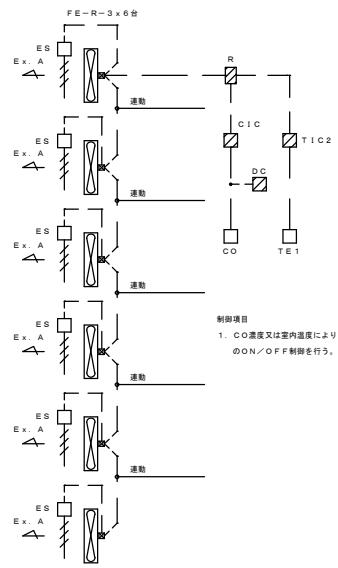 FE－R－3×6台
ES
Ex. A
R
連動
CIC
TIC2
ES
Ex. A
DC
連動
CO
TE1
ES
Ex. A
連動
ES
Ex. A
制御項目
1. CO濃度又は室内温度により
のON／OFF制御を行う。
連動
ES
Ex. A
連動
ES
Ex. A